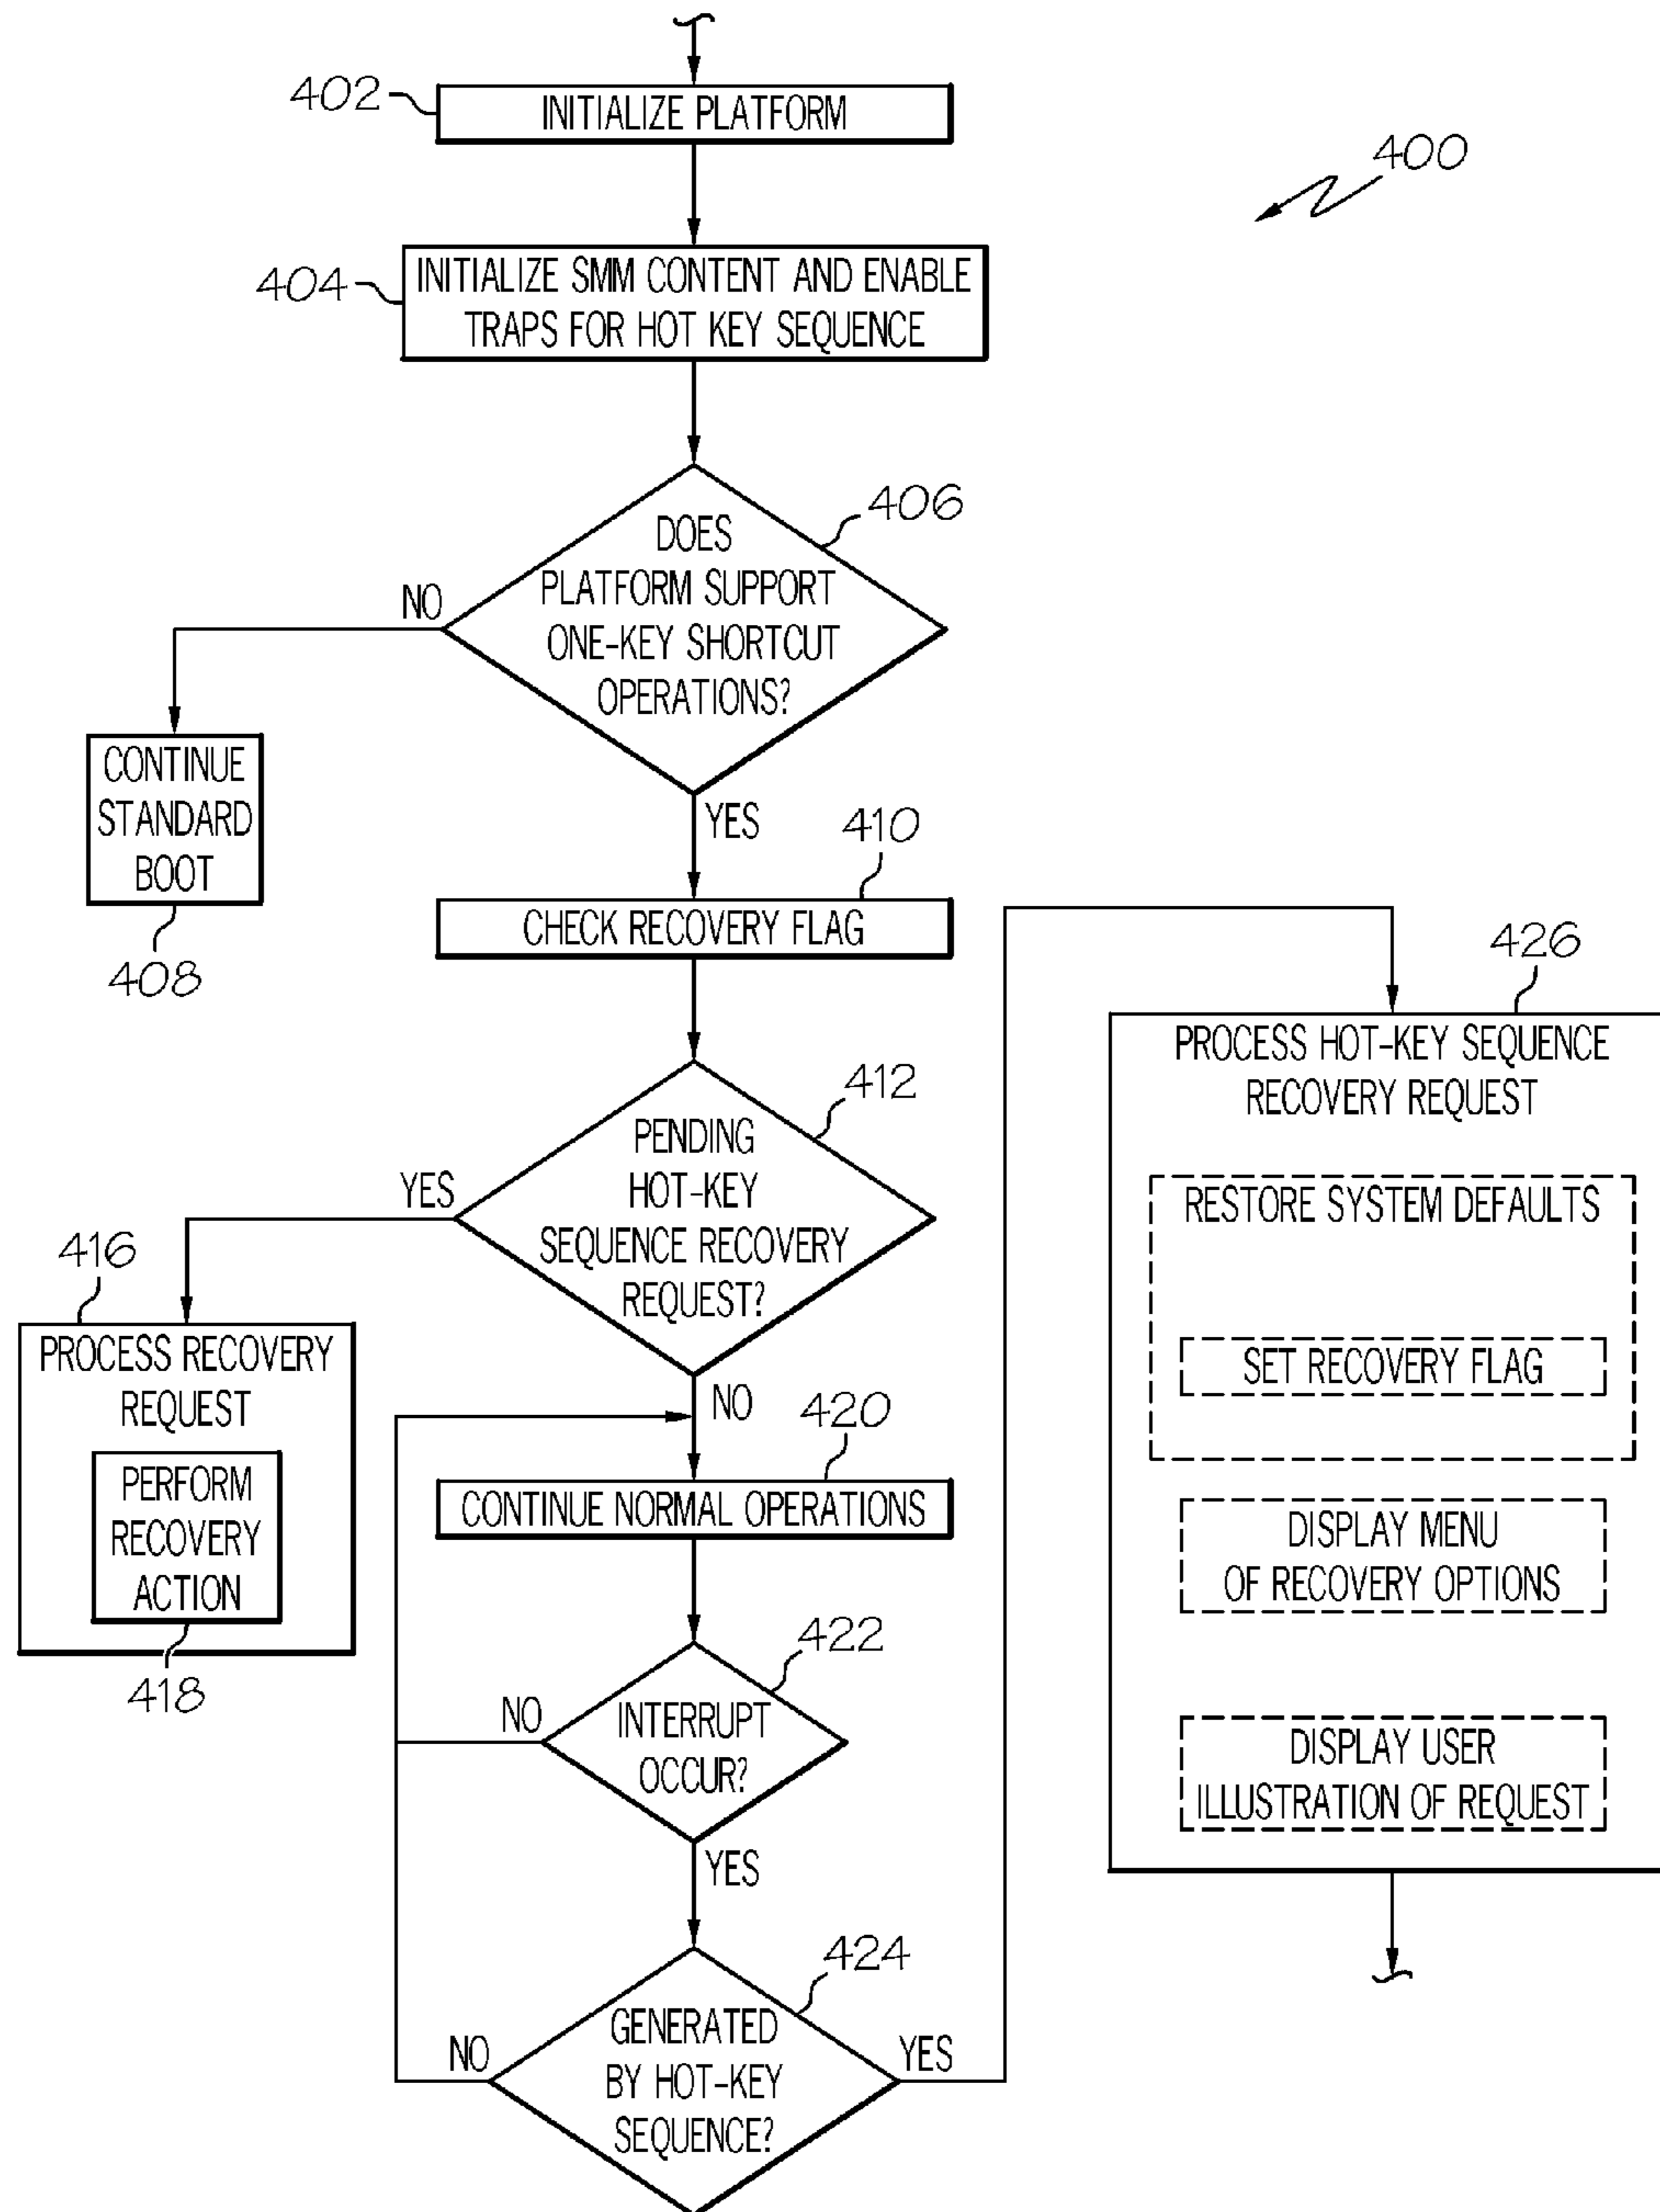 402
INITIALIZE PLATFORM
400
404
INITIALIZE SMM CONTENT AND ENABLE
TRAPS FOR HOT KEY SEQUENCE
406
DOES
PLATFORM SUPPORT
ONE-KEY SHORTCUT
OPERATIONS?
NO
CONTINUE
STANDARD
BOOT
408
YES
410
CHECK RECOVERY FLAG
412
PENDING
HOT-KEY
SEQUENCE RECOVERY
REQUEST?
YES
416
PROCESS RECOVERY
REQUEST
PERFORM
RECOVERY
ACTION
418
NO
420
CONTINUE NORMAL OPERATIONS
422
INTERRUPT
OCCUR?
NO
YES
424
GENERATED
BY HOT-KEY
SEQUENCE?
NO
YES
426
PROCESS HOT-KEY SEQUENCE
RECOVERY REQUEST
RESTORE SYSTEM DEFAULTS
SET RECOVERY FLAG
DISPLAY MENU
OF RECOVERY OPTIONS
DISPLAY USER
ILLUSTRATION OF REQUEST